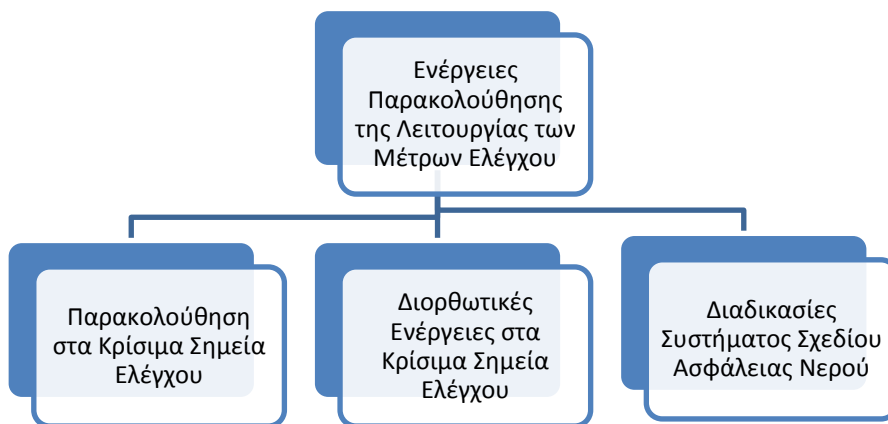 Ενέργειες
Παρακολούθησης
της Λειτουργίας των
Μέτρων Ελέγχου
Παρακολούθηση
στα Κρίσιμα Σημεία
Ελέγχου
Διορθωτικές
Ενέργειες στα
Κρίσιμα Σημεία
Ελέγχου
Διαδικασίες
Συστήματος Σχεδίου
Ασφάλειας Νερού